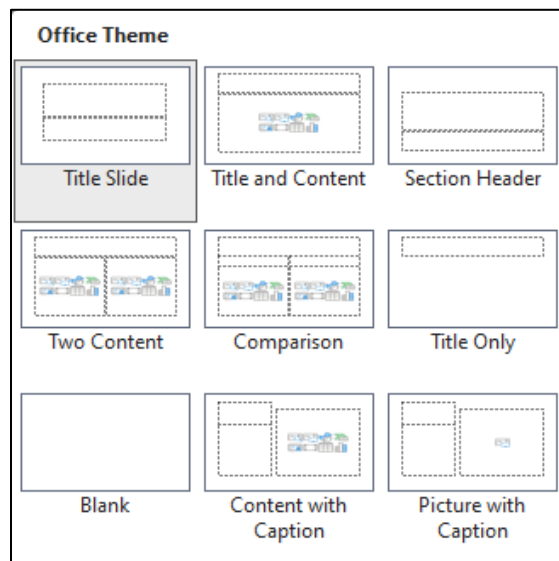 Office Theme
Title Slide
Title and Content
Section Header
Two Content
Comparison
Title Only
Blank
Content with
Caption
Picture with
Caption